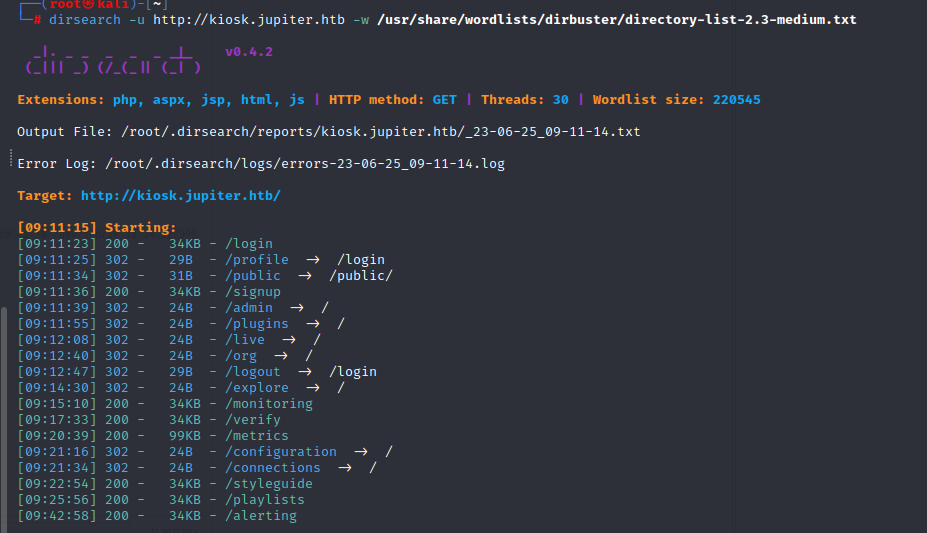 (root㉿kali)-[~]
# dirsearch -u http://kiosk.jupiter.htb -w /usr/share/wordlists/dirbuster/directory-list-2.3-medium.txt
v0.4.2
Extensions: php, aspx, jsp, html, js | HTTP method: GET | Threads: 30 | Wordlist size: 220545
Output File: /root/.dirsearch/reports/kiosk.jupiter.htb/_23-06-25_09-11-14.txt
Error Log: /root/.dirsearch/logs/errors-23-06-25_09-11-14.log
Target: http://kiosk.jupiter.htb/
[09:11:15] Starting:
[09:11:23] 200 - 34KB - /login
[09:11:25] 302 - 29B - /profile → /login
[09:11:34] 302 - 31B - /public → /public/
[09:11:36] 200 - 34KB - /signup
[09:11:39] 302 - 24B - /admin → /
[09:11:55] 302 - 24B - /plugins → /
[09:12:08] 302 - 24B - /live → /
[09:12:40] 302 - 24B - /org → /
[09:12:47] 302 - 29B - /logout → /login
[09:14:30] 302 - 24B - /explore → /
[09:15:10] 200 - 34KB - /monitoring
[09:17:33] 200 - 34KB - /verify
[09:20:39] 200 - 99KB - /metrics
[09:21:16] 302 - 24B - /configuration → /
[09:21:34] 302 - 24B - /connections → /
[09:22:54] 200 - 34KB - /styleguide
[09:25:56] 200 - 34KB - /playlists
[09:42:58] 200 - 34KB - /alerting